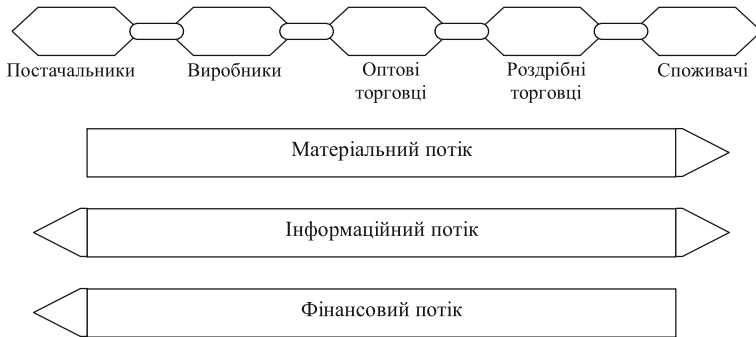 Постачальники
Виробники
Оптові
торговці
Роздрібні
торговці
Споживачі
Матеріальний потік
Інформаційний потік
Фінансовий потік